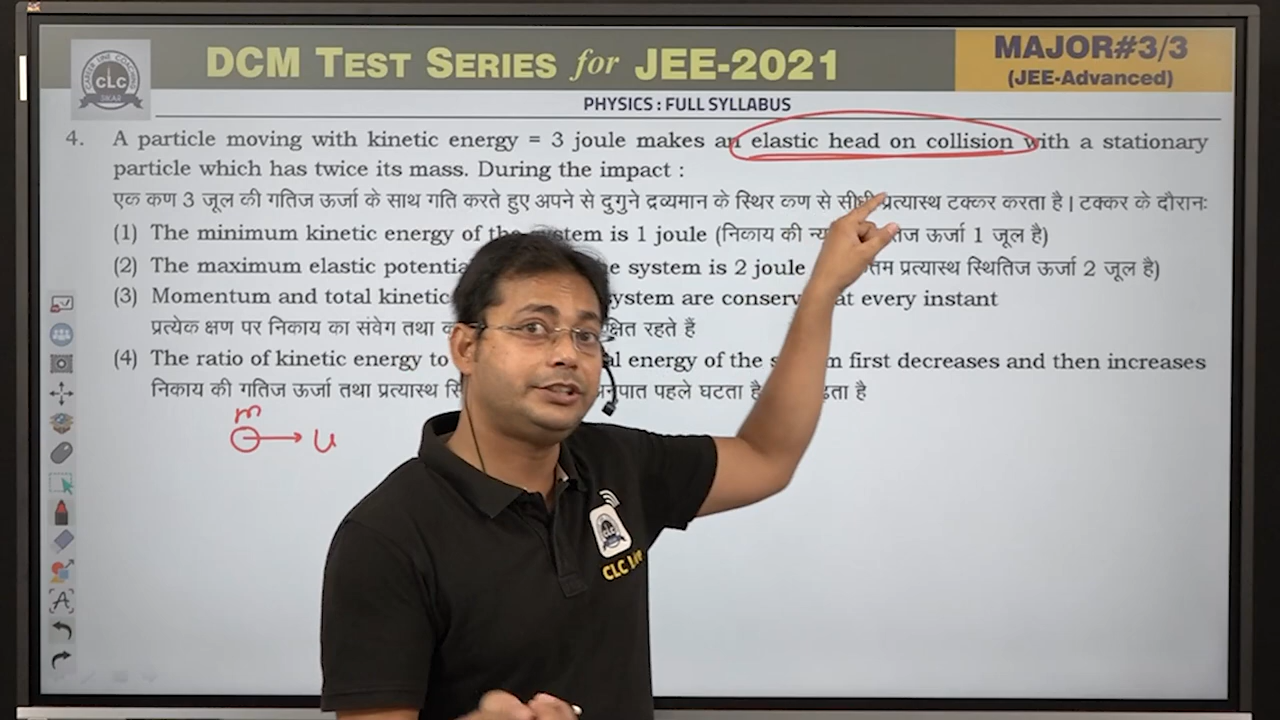 DCM TEST SERIES for JEE-2021
MAJOR#3/3
(JEE-Advanced)
CLC
SIKAR
PHYSICS : FULL SYLLABUS
4. A particle moving with kinetic energy = 3 joule makes an elastic head on collision with a stationary
particle which has twice its mass. During the impact :
एक कण 3 जूल की गतिज ऊर्जा के साथ गति करते हुए अपने से दुगुने द्रव्यमान के स्थिर कण से सीधी प्रत्यास्थ टक्कर करता है। टक्कर के दौरानः
(1) The minimum kinetic energy of the system is 1 joule (निकाय की ऊर्जा 1 जूल है)
(2) The maximum elastic system is 2 joule प्रत्यास्थ स्थितिज ऊर्जा 2 जूल है)
(3) Momentum and total system are at every instant
प्रत्येक क्षण पर निकाय का संवेग तथा रहते हैं
(4) The ratio of kinetic energy to energy of the first decreases and then increases
निकाय की गतिज ऊर्जा तथा प्रत्यास्थ अनुपात पहले घटता है
m
u
CLC
CLC